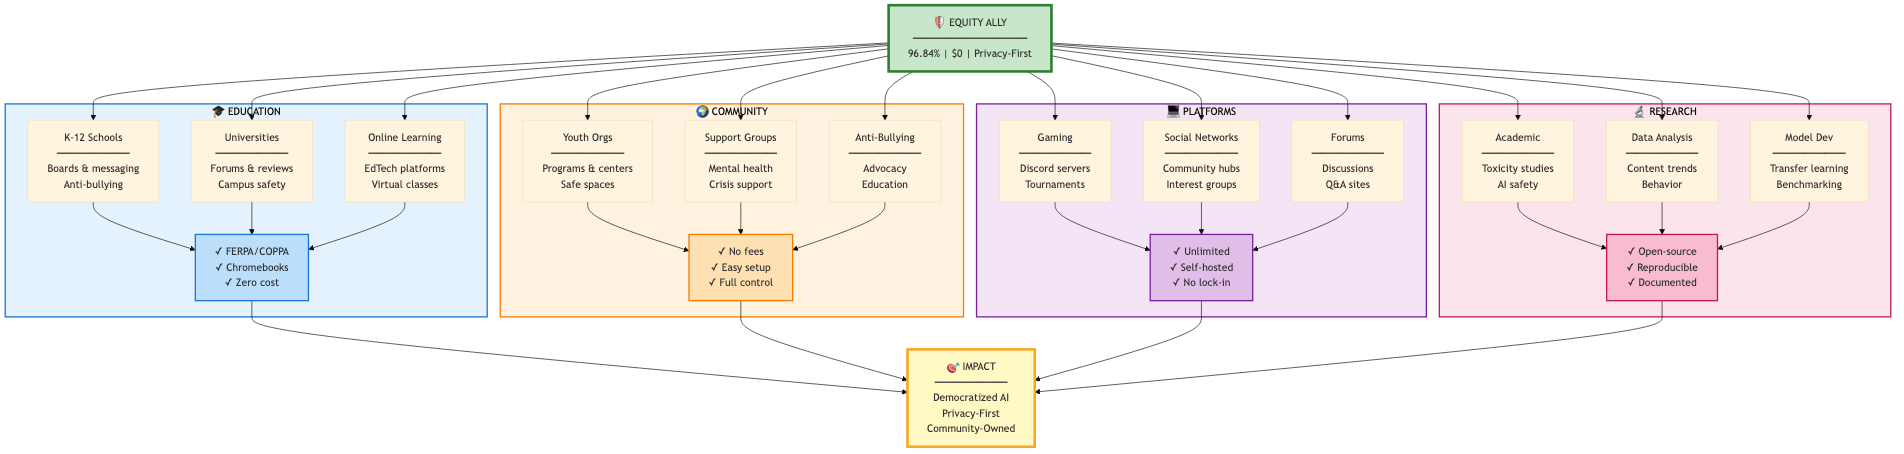 EQUITY ALLY
96.84% | $0 | Privacy-First
EDUCATION
K-12 Schools
Boards & messaging
Anti-bullying
Universities
Forums & reviews
Campus safety
Online Learning
EdTech platforms
Virtual classes
✓ FERPA/COPPA
✓ Chromebooks
✓ Zero cost
COMMUNITY
Youth Orgs
Programs & centers
Safe spaces
Support Groups
Mental health
Crisis support
Anti-Bullying
Advocacy
Education
✓ No fees
✓ Easy setup
✓ Full control
PLATFORMS
Gaming
Discord servers
Tournaments
Social Networks
Community hubs
Interest groups
Forums
Discussions
Q&A sites
✓ Unlimited
✓ Self-hosted
✓ No lock-in
RESEARCH
Academic
Toxicity studies
AI safety
Data Analysis
Content trends
Behavior
Model Dev
Transfer learning
Benchmarking
✓ Open-source
✓ Reproducible
✓ Documented
IMPACT
Democratized AI
Privacy-First
Community-Owned